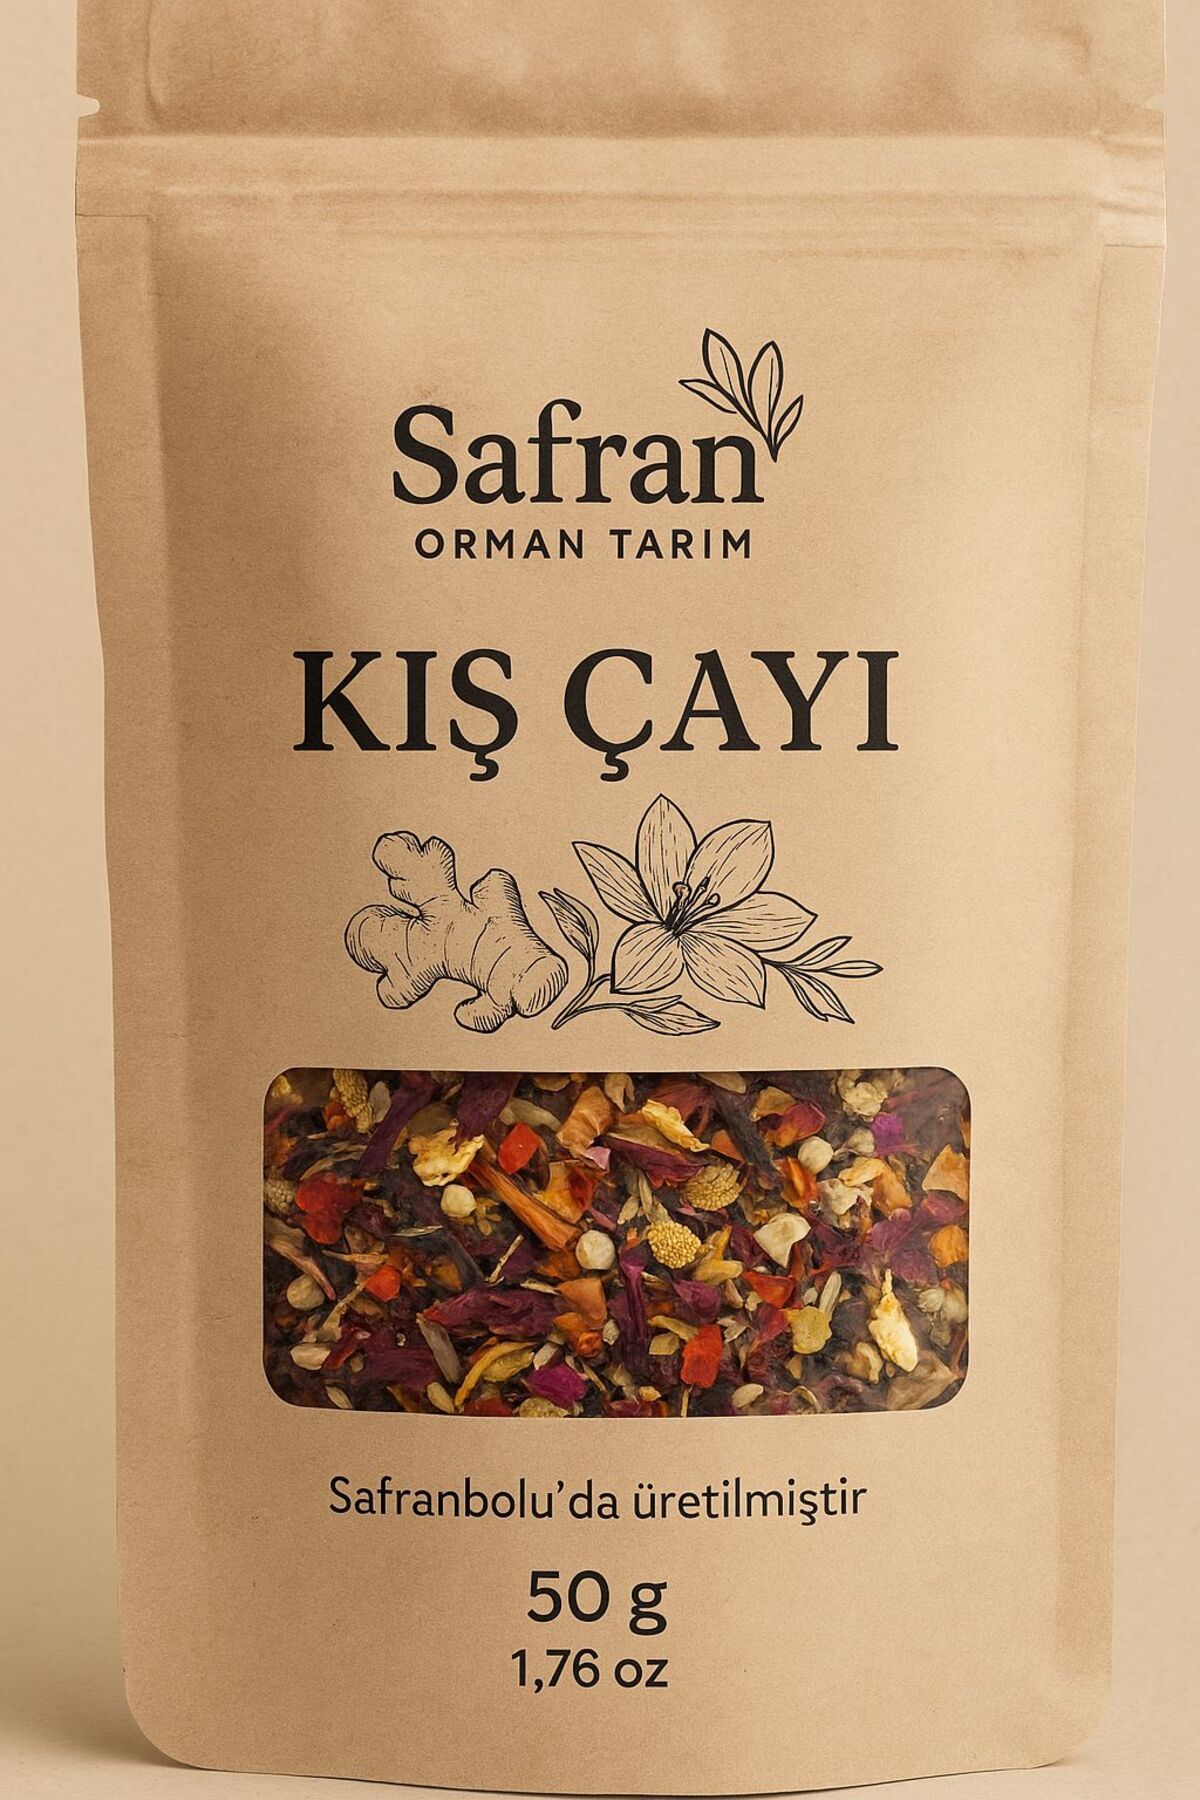 Safran
ORMAN TARIM
KIŞ ÇAYI
Safranbolu'da üretilmiştir
50 g
1,76 oz